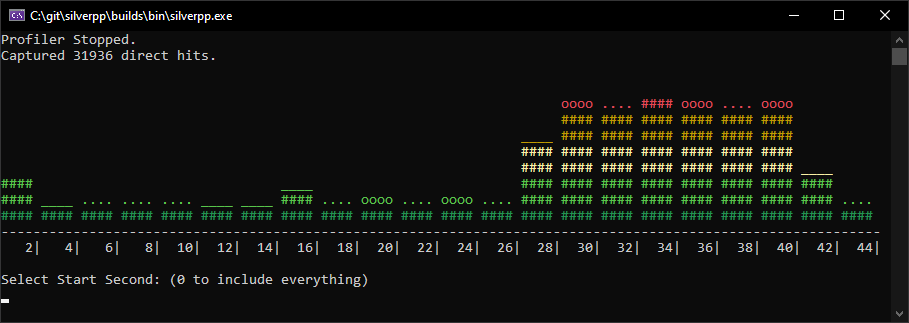 C:\git\silverpp\builds\bin\silverpp.exe
Profiler Stopped.
Captured 31936 direct hits.
                                                                      oooo .... #### oooo .... oooo
                                                                      #### #### #### #### #### ####
                                                                 ____ #### #### #### #### #### ####
                                                                 #### #### #### #### #### #### ####
                                                                 #### #### #### #### #### #### #### ____
####                               ____                          #### #### #### #### #### #### #### ####
#### ____ .... .... .... ____ ____ #### .... oooo .... oooo .... #### #### #### #### #### #### #### #### ....
#### #### #### #### #### #### #### #### #### #### #### #### #### #### #### #### #### #### #### #### #### ####
--------------------------------------------------------------------------------------------------------------
   2|   4|   6|   8|  10|  12|  14|  16|  18|  20|  22|  24|  26|  28|  30|  32|  34|  36|  38|  40|  42|  44|
Select Start Second: (0 to include everything)